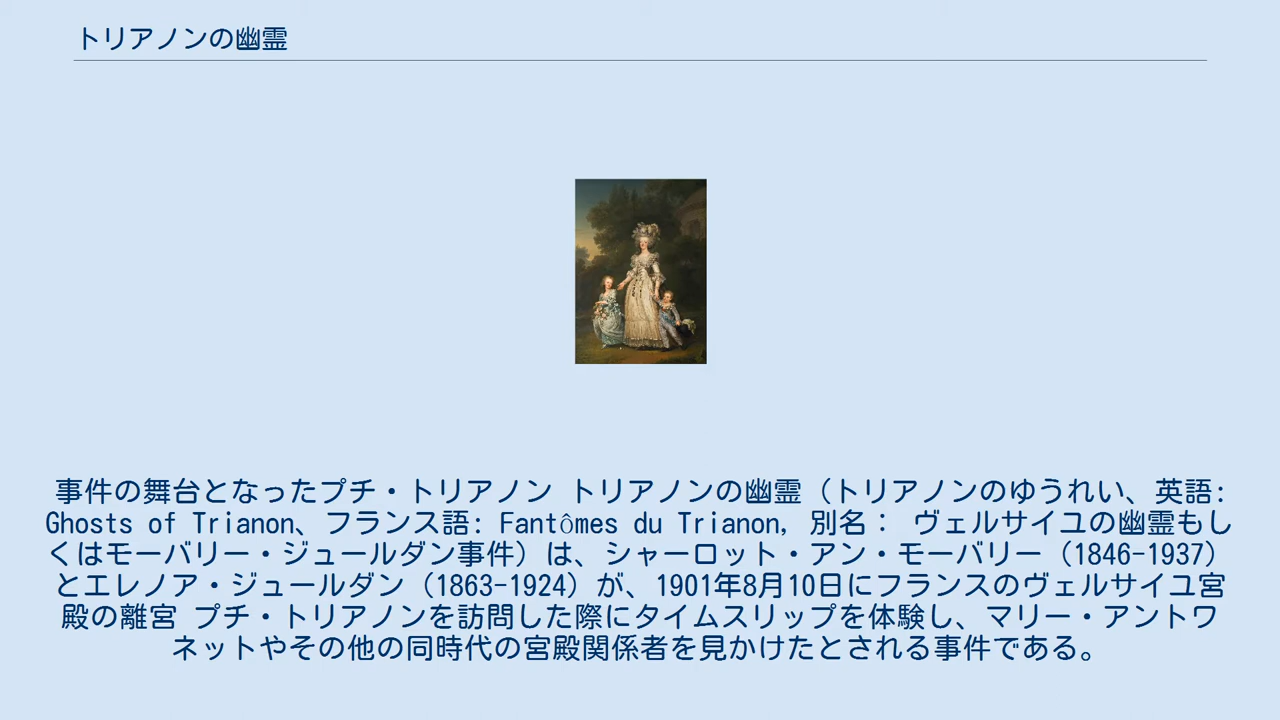 トリアノンの幽霊
事件の舞台となったプチ・トリアノン トリアノンの幽霊（トリアノンのゆうれい、英語:
Ghosts of Trianon、フランス語: Fantômes du Trianon, 別名： ヴェルサイユの幽霊もし
くはモーバリー・ジュールダン事件）は、シャーロット・アン・モーバリー（1846-1937）
とエレノア・ジュールダン（1863-1924）が、1901年8月10日にフランスのヴェルサイユ宮
殿の離宮 プチ・トリアノンを訪問した際にタイムスリップを体験し、マリー・アントワ
ネットやその他の同時代の宮殿関係者を見かけたとされる事件である。